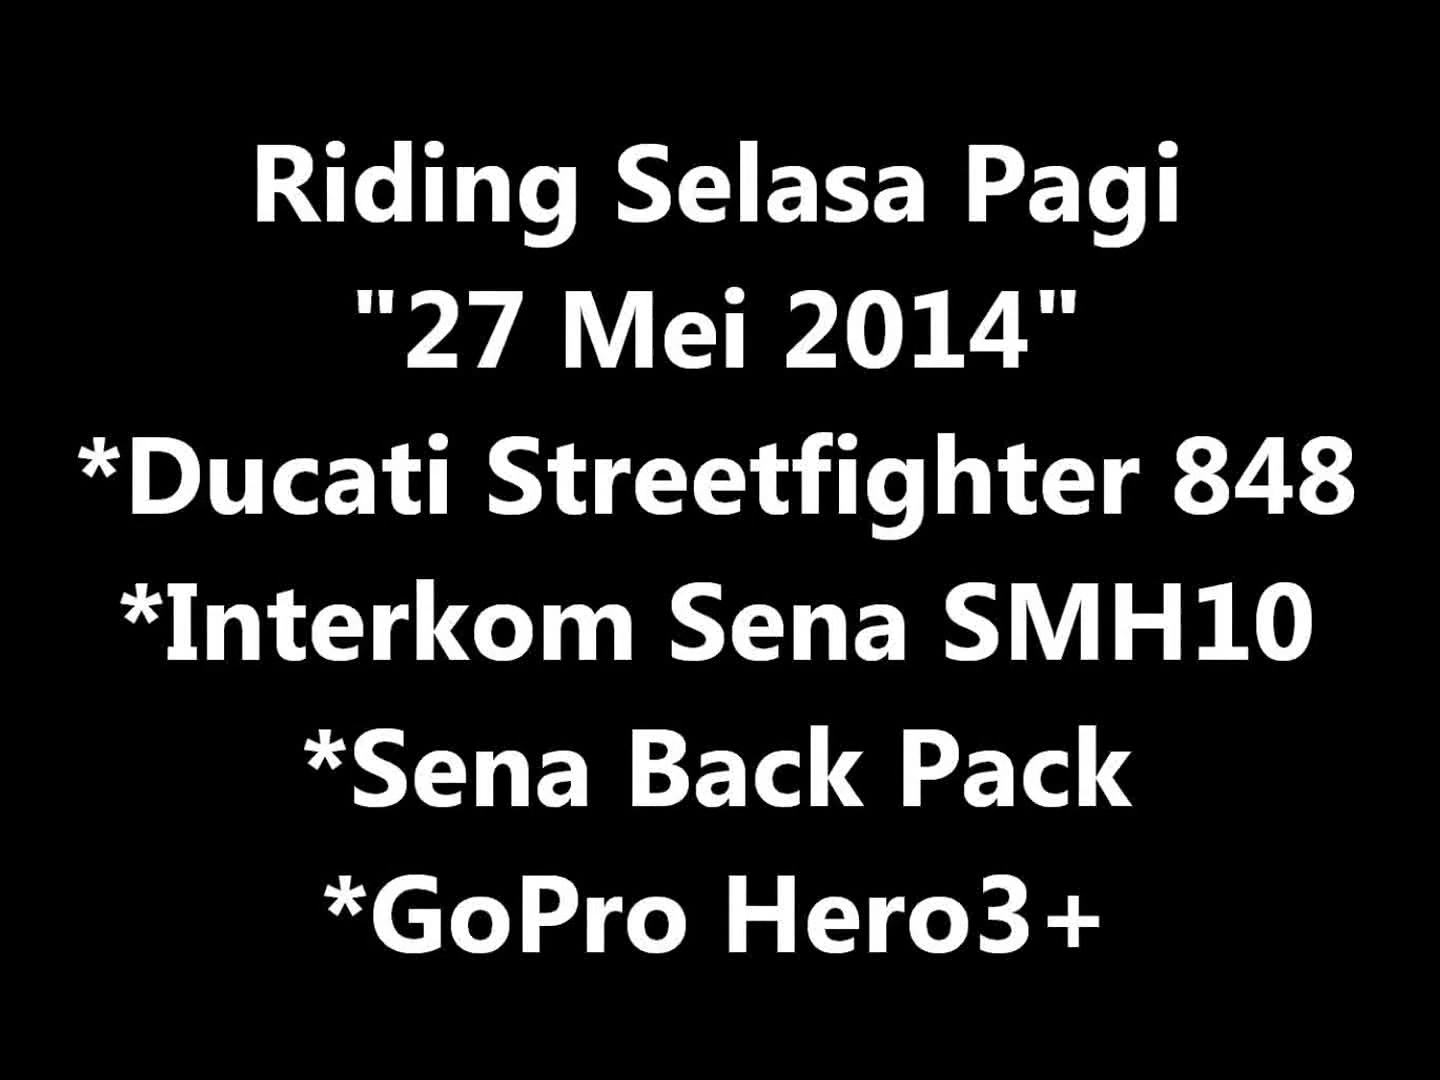 Riding Selasa Pagi
"27 Mei 2014"
*Ducati Streetfighter 848
*Interkom Sena SMH10
*Sena Back Pack
*GoPro Hero3+